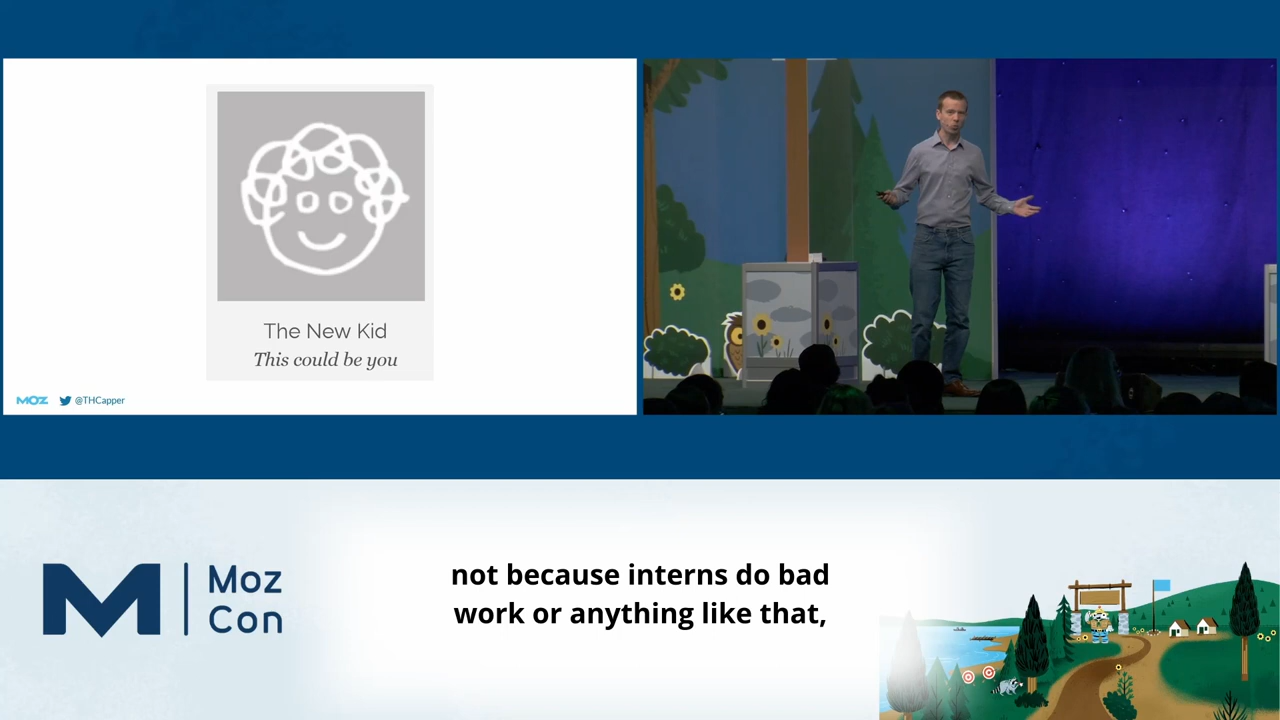 The New Kid
This could be you
MOZ @THCapper
M Moz
Con
not because interns do bad
work or anything like that,